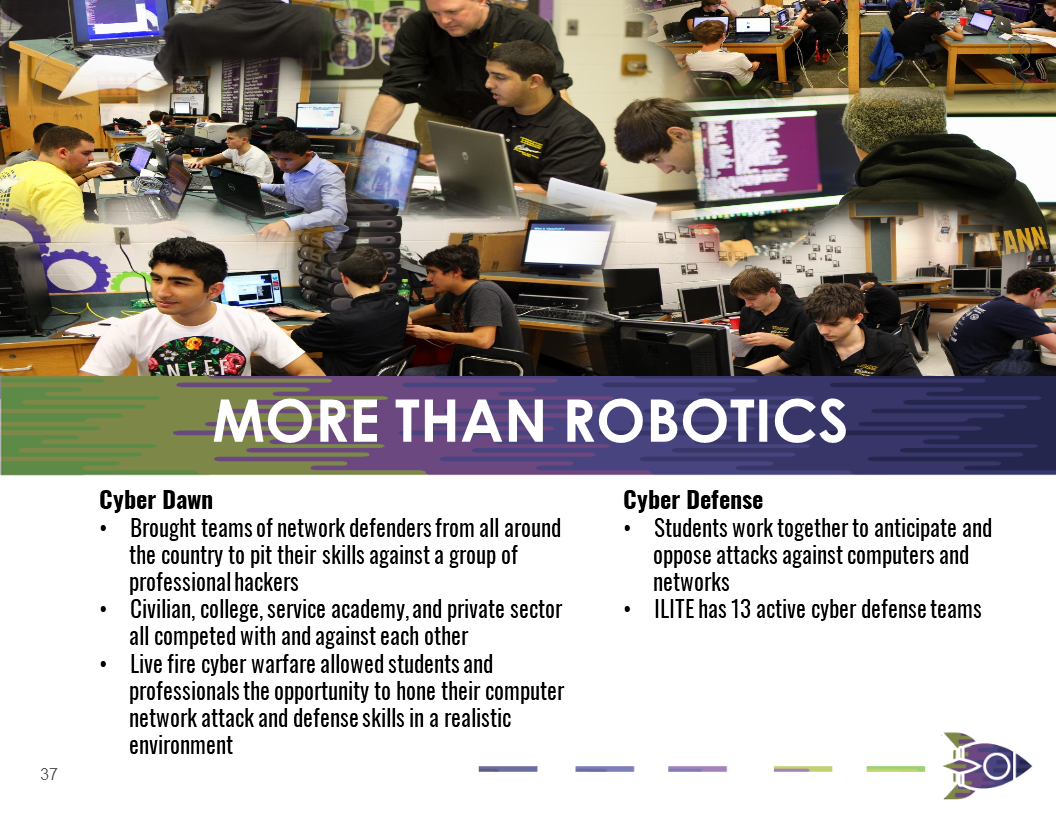 ANN
NEFF
MORE THAN ROBOTICS
Cyber Dawn
• Brought teams of network defenders from all around
the country to pit their skills against a group of
professional hackers
• Civilian, college, service academy, and private sector
all competed with and against each other
• Live fire cyber warfare allowed students and
professionals the opportunity to hone their computer
network attack and defense skills in a realistic
environment
Cyber Defense
• Students work together to anticipate and
oppose attacks against computers and
networks
• ILITE has 13 active cyber defense teams
37